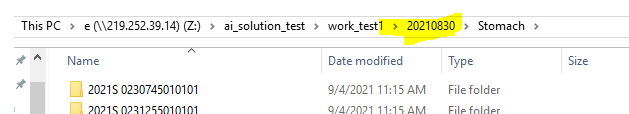 This PC › e (\\219.252.39.14) (Z:) › ai_solution_test › work_test1 › 20210830 › Stomach ›
Name Date modified Type Size
2021S 0230745010101 9/4/2021 11:15 AM File folder
2021S 0231255010101 9/4/2021 11:15 AM File folder